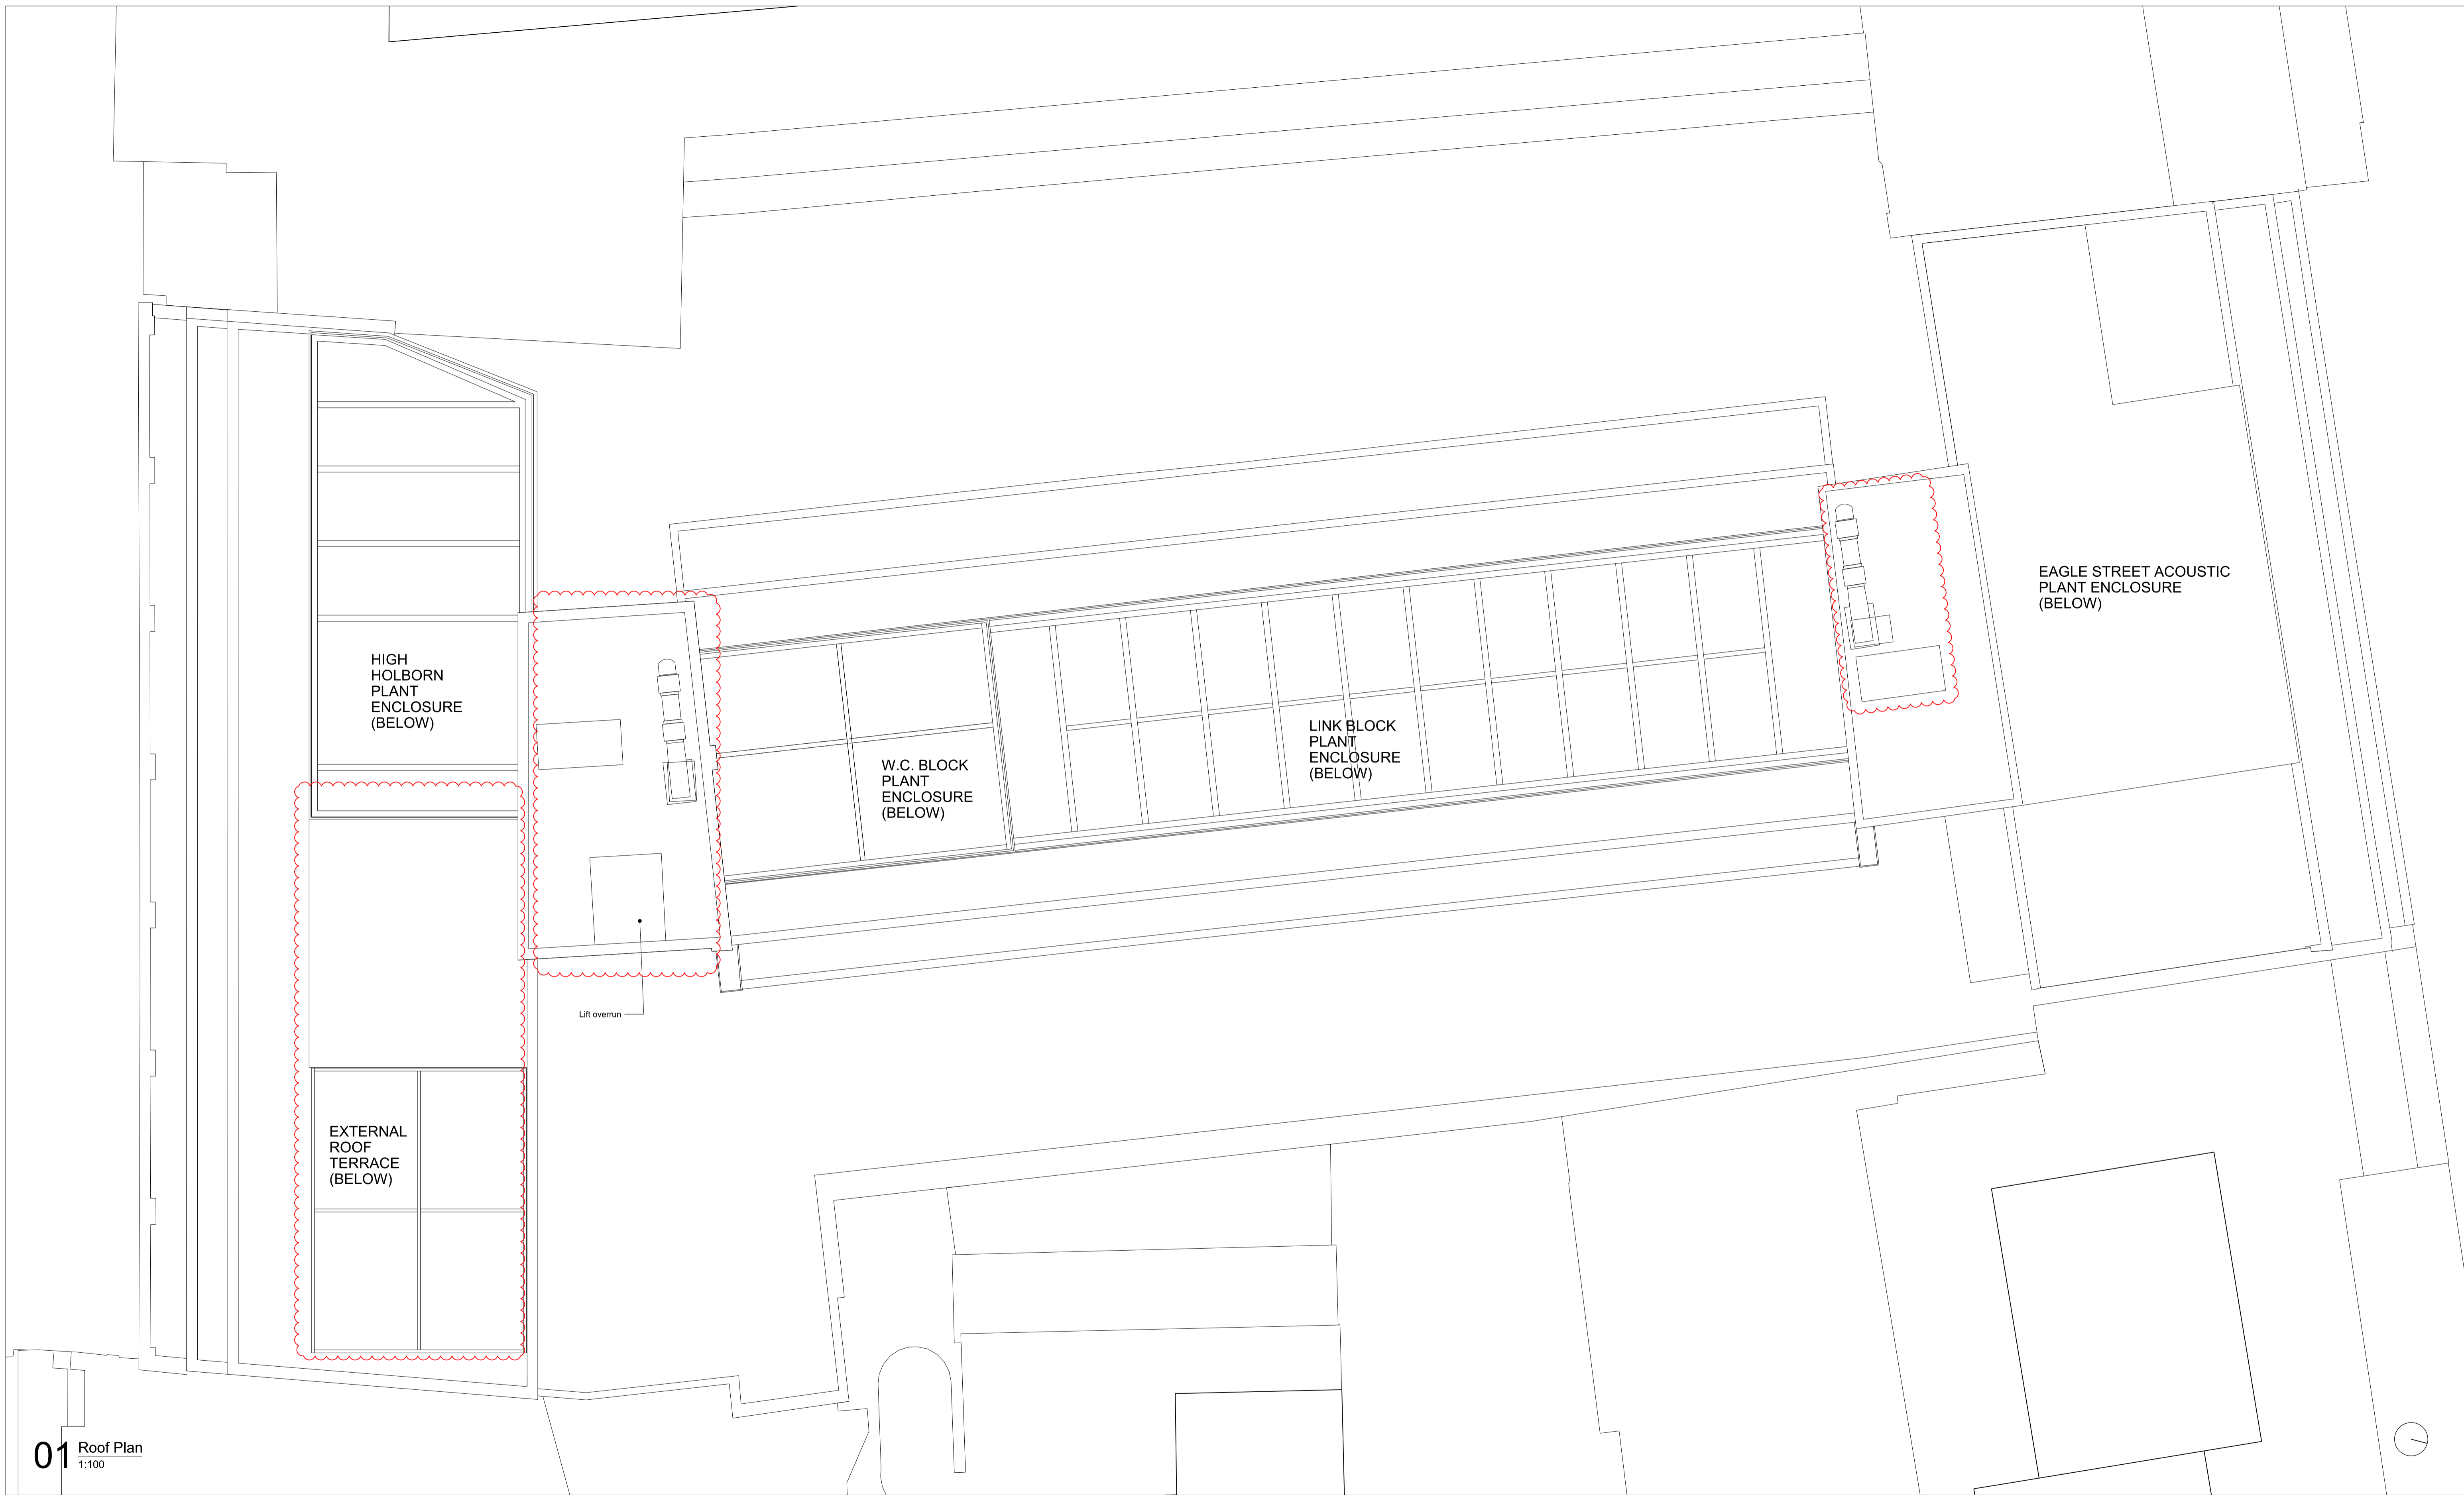 HIGH
HOLBORN
PLANT
ENCLOSURE
(BELOW)
EAGLE STREET ACOUSTIC
PLANT ENCLOSURE
(BELOW)
LINK BLOCK
PLANT
ENCLOSURE
(BELOW)
W.C. BLOCK
PLANT
ENCLOSURE
(BELOW)
Lift overrun
EXTERNAL
ROOF
TERRACE
(BELOW)
01 Roof Plan
1:100